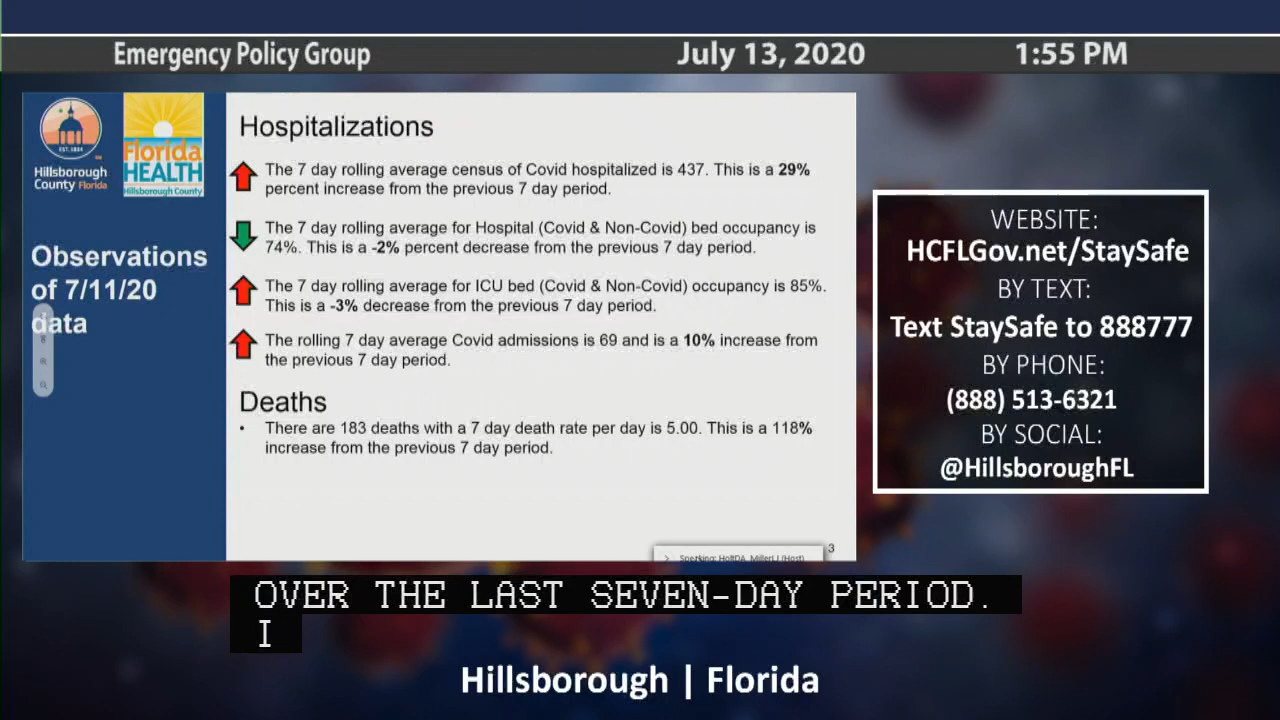 Emergency Policy Group
July 13, 2020
1:55 PM
EST. 1834
Hillsborough
County Florida
Florida
HEALTH
Hillsborough County
Observations
of 7/11/20
data
Hospitalizations
The 7 day rolling average census of Covid hospitalized is 437. This is a 29%
percent increase from the previous 7 day period.
The 7 day rolling average for Hospital (Covid & Non-Covid) bed occupancy is
74%. This is a -2% percent decrease from the previous 7 day period.
The 7 day rolling average for ICU bed (Covid & Non-Covid) occupancy is 85%.
This is a -3% decrease from the previous 7 day period.
The rolling 7 day average Covid admissions is 69 and is a 10% increase from
the previous 7 day period.
Deaths
• There are 183 deaths with a 7 day death rate per day is 5.00. This is a 118%
increase from the previous 7 day period.
Speaking: HoltDA, MillerLJ (Host)
3
WEBSITE:
HCFLGov.net/StaySafe
BY TEXT:
Text StaySafe to 888777
BY PHONE:
(888) 513-6321
BY SOCIAL:
@HillsboroughFL
OVER THE LAST SEVEN-DAY PERIOD.
I
Hillsborough | Florida